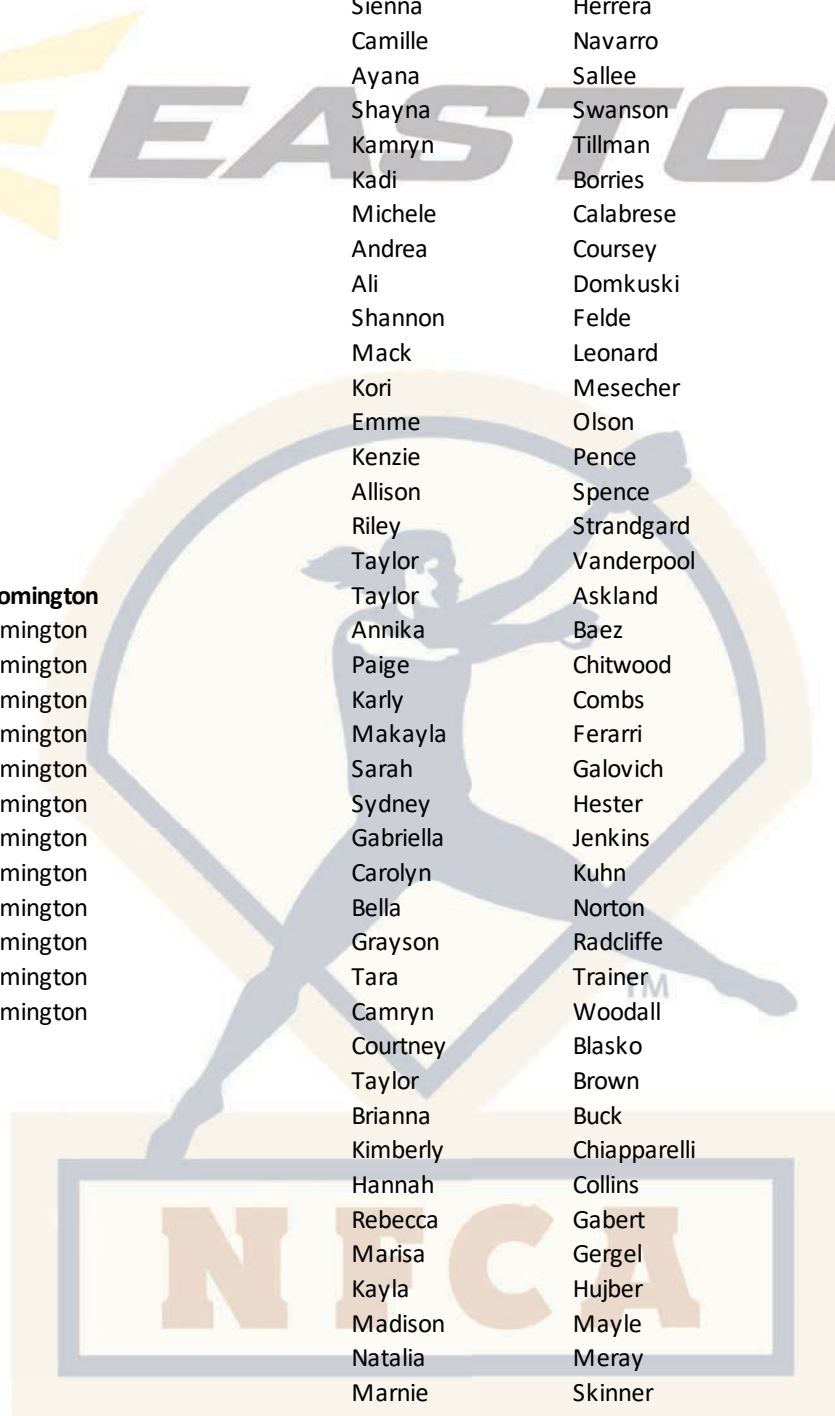 Sienna Herrera
Camille Navarro
Ayana Sallee
Shayna Swanson
EASTO
Kamryn Tillman
Kadi Borries
Michele Calabrese
Andrea Coursey
Ali Domkuski
Shannon Felde
Mack Leonard
Kori Mesecher
Emme Olson
Kenzie Pence
Allison Spence
Riley Strandgard
Taylor Vanderpool
omington Taylor Askland
mington Annika Baez
mington Paige Chitwood
mington Karly Combs
mington Makayla Ferarri
mington Sarah Galovich
mington Sydney Hester
mington Gabriella Jenkins
mington Carolyn Kuhn
mington Bella Norton
mington Grayson Radcliffe
mington Tara Trainer
TM
mington Camryn Woodall
Courtney Blasko
Taylor Brown
Brianna Buck
Kimberly Chiapparelli
Hannah Collins
Rebecca Gabert
Marisa Gergel
NFCA
Kayla Hujber
Madison Mayle
Natalia Meray
Marnie Skinner